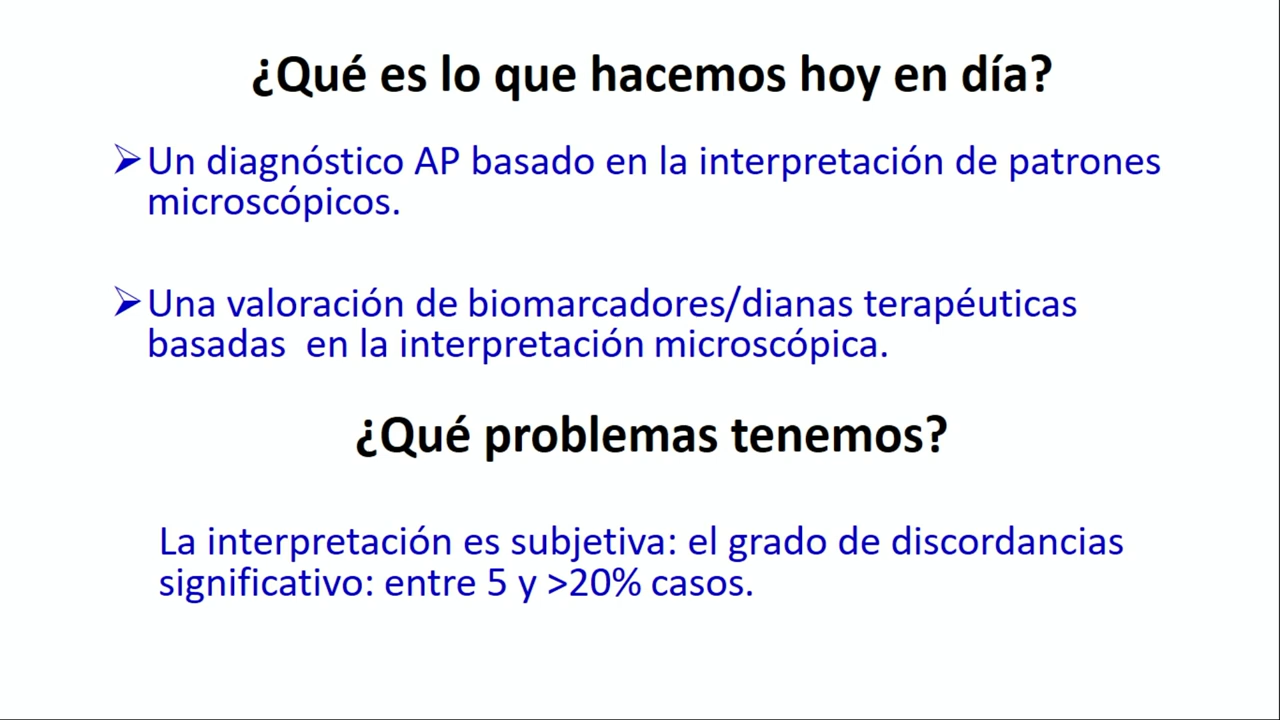 ¿Qué es lo que hacemos hoy en día?
Un diagnóstico AP basado en la interpretación de patrones
microscópicos.
Una valoración de biomarcadores/dianas terapéuticas
basadas  en la interpretación microscópica.
¿Qué problemas tenemos?
La interpretación es subjetiva: el grado de discordancias
significativo: entre 5 y >20% casos.